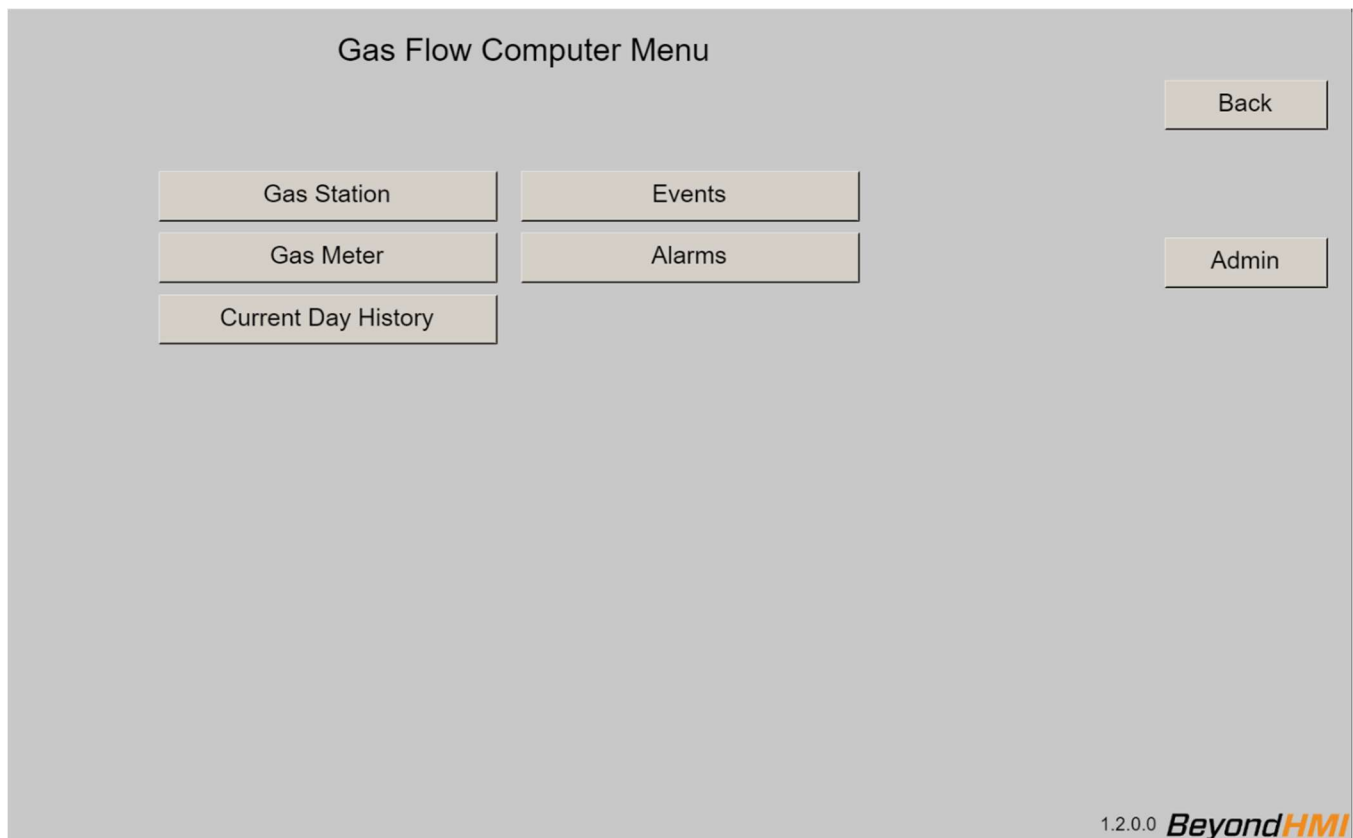 Gas Flow Computer Menu
Back
Gas Station
Events
Gas Meter
Alarms
Admin
Current Day History
1.2.0.0 BeyondHMI